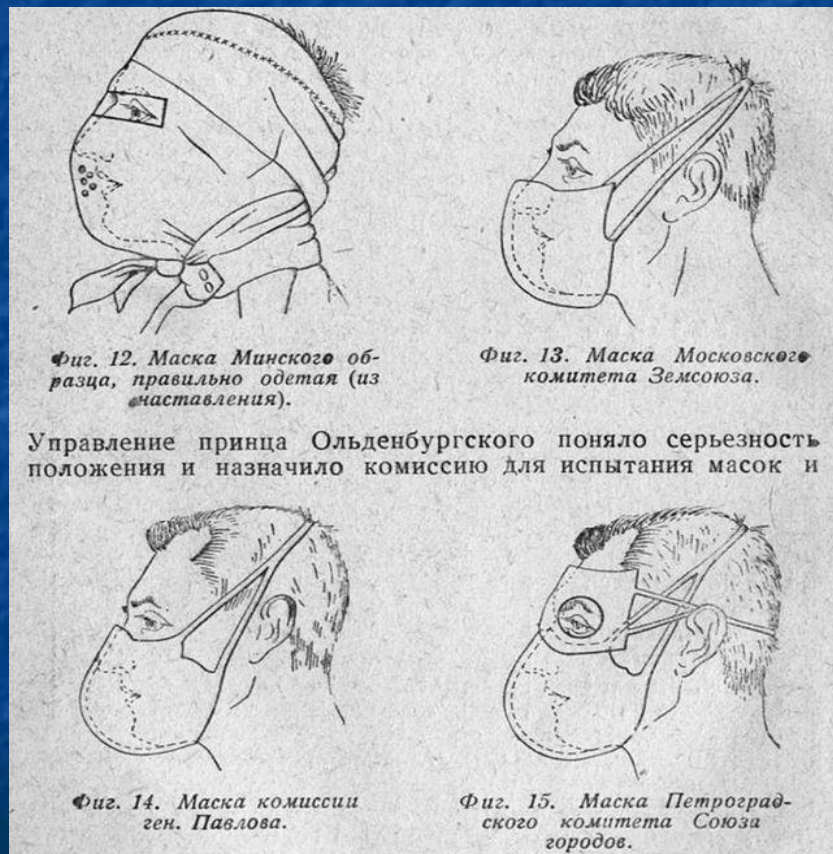 Фиг. 12. Маска Минского об-
разца, правильно одетая (из
наставления).
Фиг. 13. Маска Московского
комитета Земсоюза.
Управление принца Ольденбургского поняло серьезность
положения и назначило комиссию для испытания масок и
Фиг. 14. Маска комиссии
ген. Павлова.
Фиг. 15. Маска Петроград-
ского комитета Союза
городов.